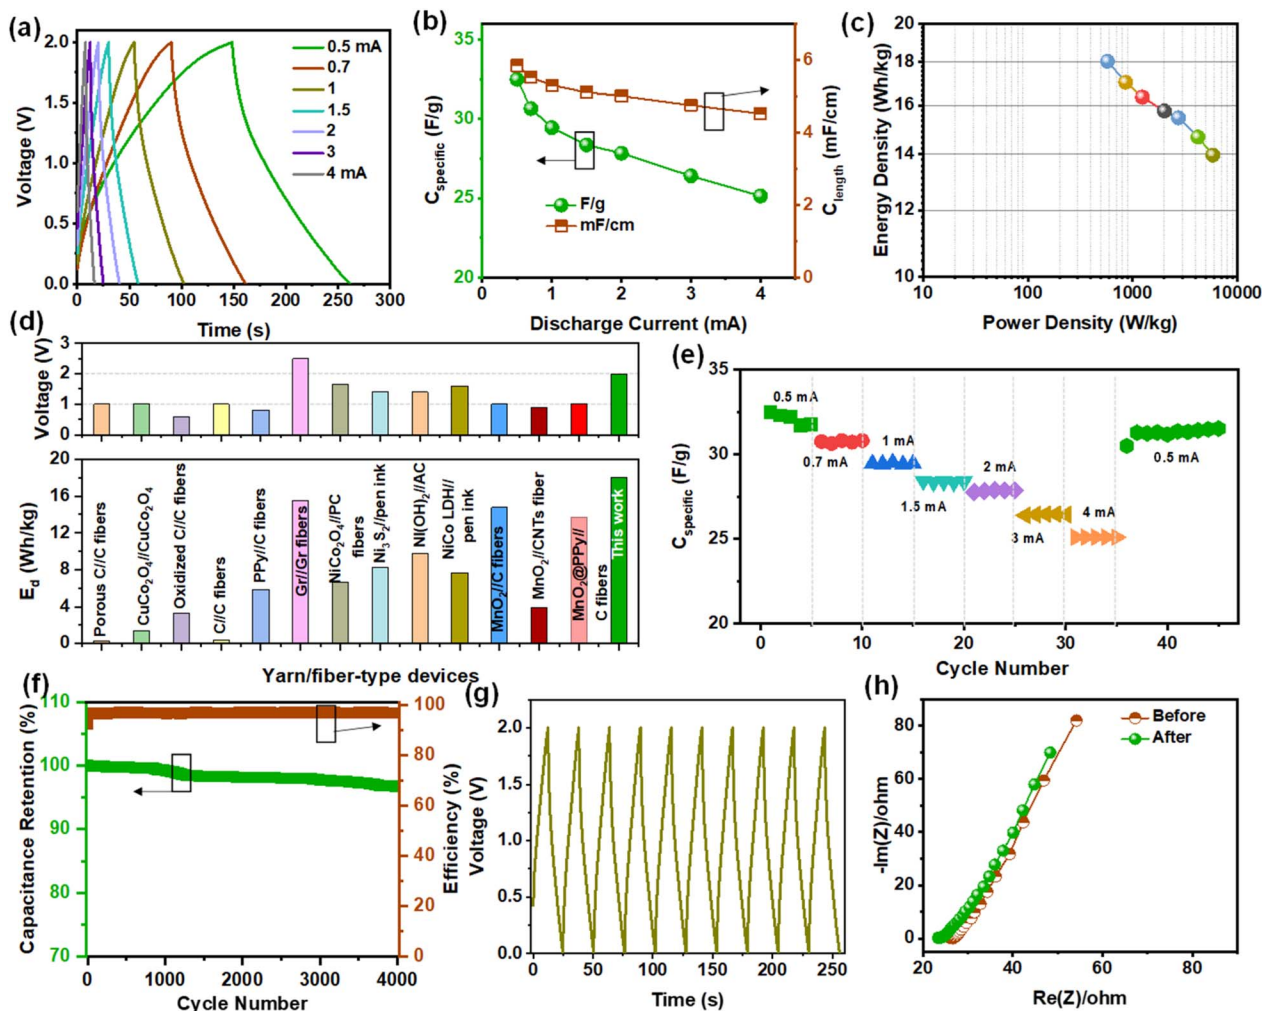 (a)
Voltage (V)
2.0
1.5
1.0
0.5
0.0
0.5 mA
0.7
1
1.5
2
3
4 mA
0 50 100 150 200 250 300
Time (s)
(b)
C_specific (F/g)
35
30
25
20
6
4
2
0
C_length (mF/cm)
F/g
mF/cm
0 1 2 3 4
Discharge Current (mA)
(c)
Energy Density (Wh/kg)
20
18
16
14
12
10
10 100 1000 10000
Power Density (W/kg)
(d)
Voltage (V)
3
2
1
0
E_d (Wh/kg)
20
16
12
8
4
0
Porous C//C fibers
CuCo₂O₄//CuCo₂O₄
Oxidized C//C fibers
C//C fibers
PPy//C fibers
Gr//Gr fibers
NiCo₂O₄//PC
fibers
Ni₃S₂//pen ink
Ni(OH)₂//AC
NiCo LDH//
pen ink
MnO₂//C fibers
MnO₂//CNTs fiber
MnO₂@PPy//
C fibers
This work
Yarn/fiber-type devices
(e)
C_specific (F/g)
35
30
25
20
0.5 mA
0.7 mA
1 mA
1.5 mA
2 mA
3 mA
4 mA
0.5 mA
0 10 20 30 40
Cycle Number
(f)
Capacitance Retention (%)
110
100
90
80
70
100
80
60
40
20
0
Efficiency (%)
0 1000 2000 3000 4000
Cycle Number
(g)
Voltage (V)
2.0
1.5
1.0
0.5
0.0
0 50 100 150 200 250
Time (s)
(h)
-Im(Z)/ohm
80
60
40
20
0
Before
After
20 40 60 80
Re(Z)/ohm